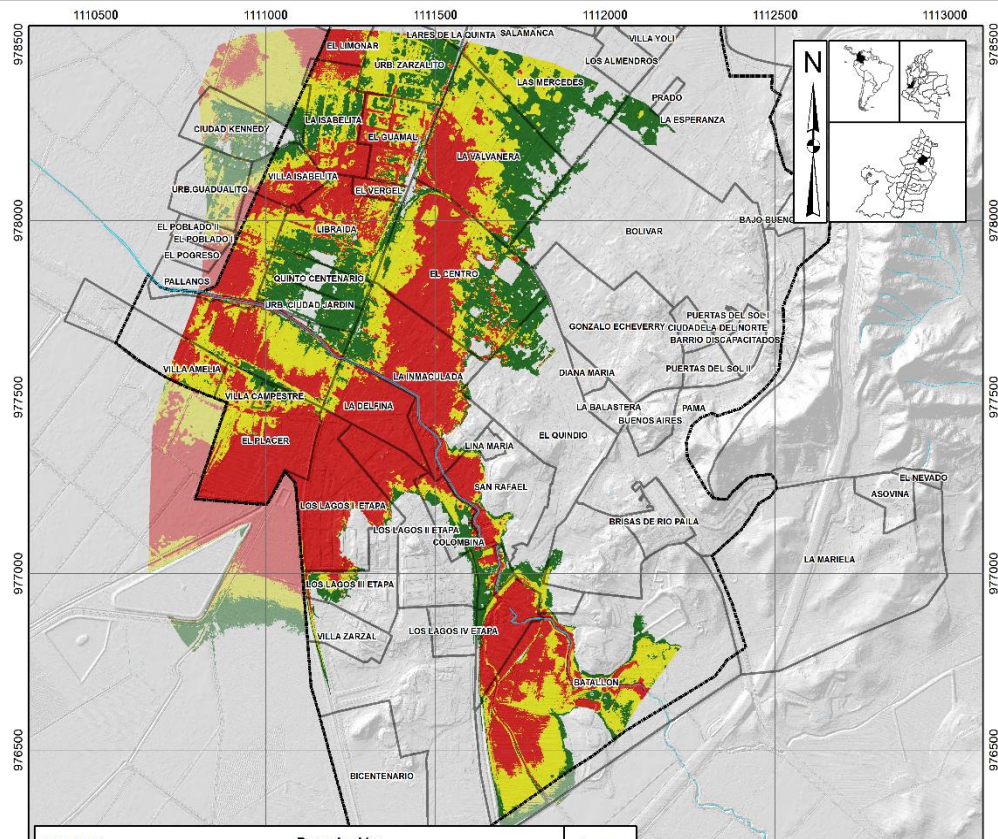 1110500 1111000 1111500 1112000 1112500 1113000
978500 978500
LARES DE LA QUINTA SALAMANCA
VILLA YOLI
EL LIMONAR
LOS ALMENDROS
URB. ZARZALITO
N
LAS MERCEDES
PRADO
LA ISABELITA
LA ESPERANZA
CIUDAD KENNEDY
EL GUAMAL
LA VALVANERA
VILLA ISABELITA
URB.GUADUALITO
EL VERGEL
978000 978000
BAJO BUENO
EL POBLADO II
LIBRAIDA
BOLIVAR
EL POBLADO I
EL POGRESO
EL CENTRO
PALLANOS
QUINTO CENTENARIO
URB. CIUDAD JARDIN
PUERTAS DEL SOL I
GONZALO ECHEVERRY
CIUDADELA DEL NORTE
BARRIO DISCAPACITADOS
VILLA AMELIA
LA INMACULADA
DIANA MARIA
PUERTAS DEL SOL II
977500 977500
VILLA CAMPESTRE
LA DELFINA
LA BALASTERA
PAMA
BUENOS AIRES
EL PLACER
LINA MARIA
EL QUINDIO
EL NEVADO
SAN RAFAEL
ASOVINA
LOS LAGOS I ETAPA
BRISAS DE RIO PAILA
LOS LAGOS II ETAPA
COLOMBINA
LA MARIELA
977000 977000
LOS LAGOS III ETAPA
VILLA ZARZAL
LOS LAGOS IV ETAPA
BATALLON
976500 976500
BICENTENARIO